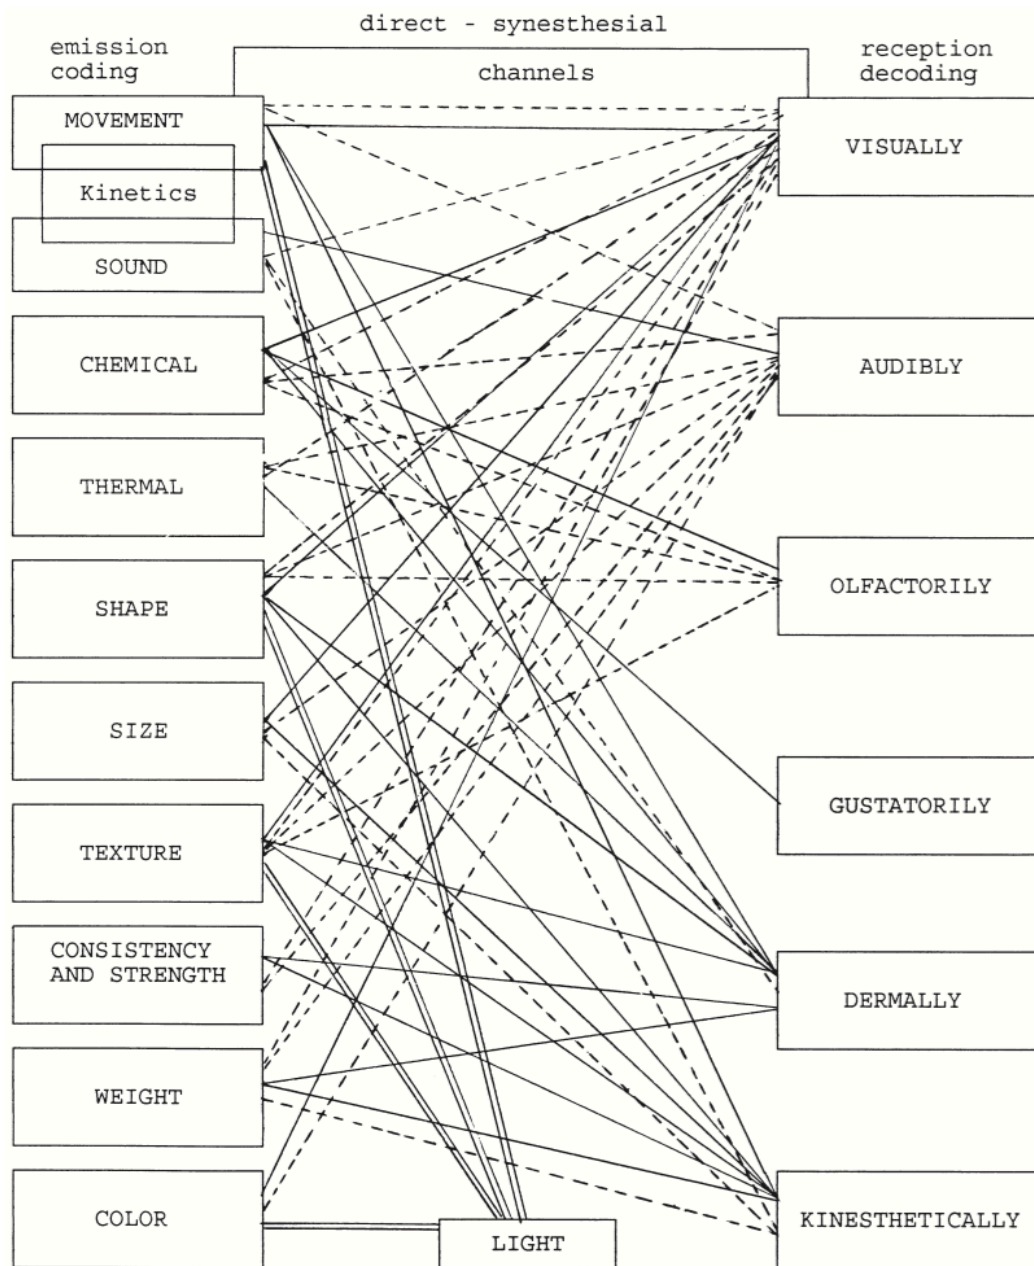 direct - synesthesial
emission
coding
channels
reception
decoding
MOVEMENT
Kinetics
SOUND
CHEMICAL
THERMAL
SHAPE
SIZE
TEXTURE
CONSISTENCY
AND STRENGTH
WEIGHT
COLOR
LIGHT
VISUALLY
AUDIBLY
OLFACTORILY
GUSTATORILY
DERMALLY
KINESTHETICALLY